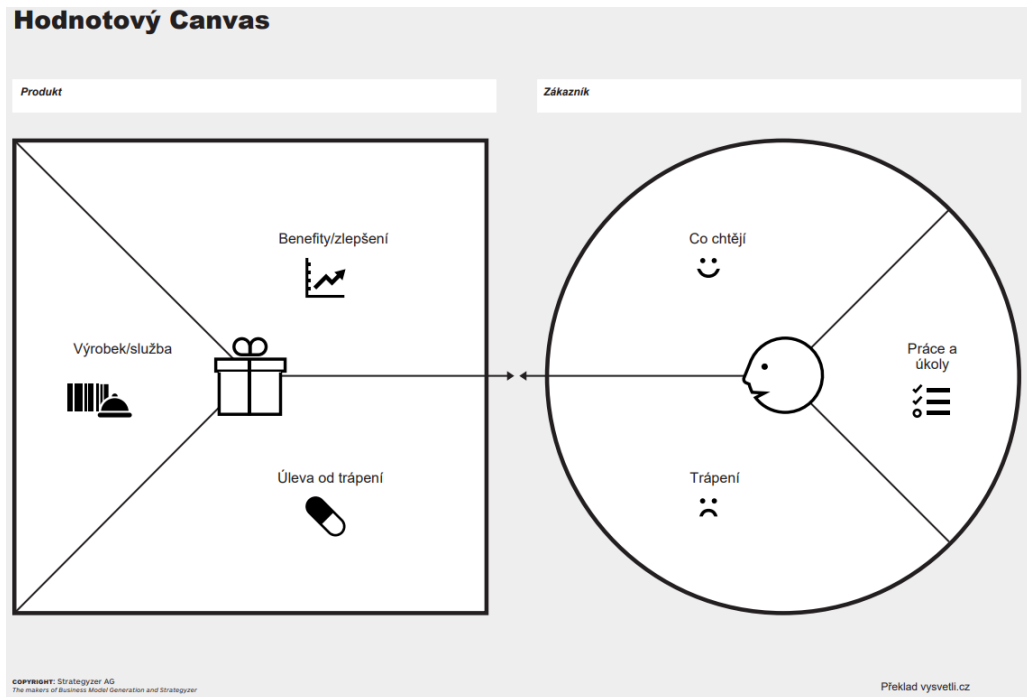 Hodnotový Canvas
Produkt
Zákazník
Benefity/zlepšení
Výrobek/služba
Úleva od trápení
Co chtějí
Práce a
úkoly
Trápení
COPYRIGHT: Strategyzer AG
The makers of Business Model Generation and Strategyzer
Překlad vysvetli.cz